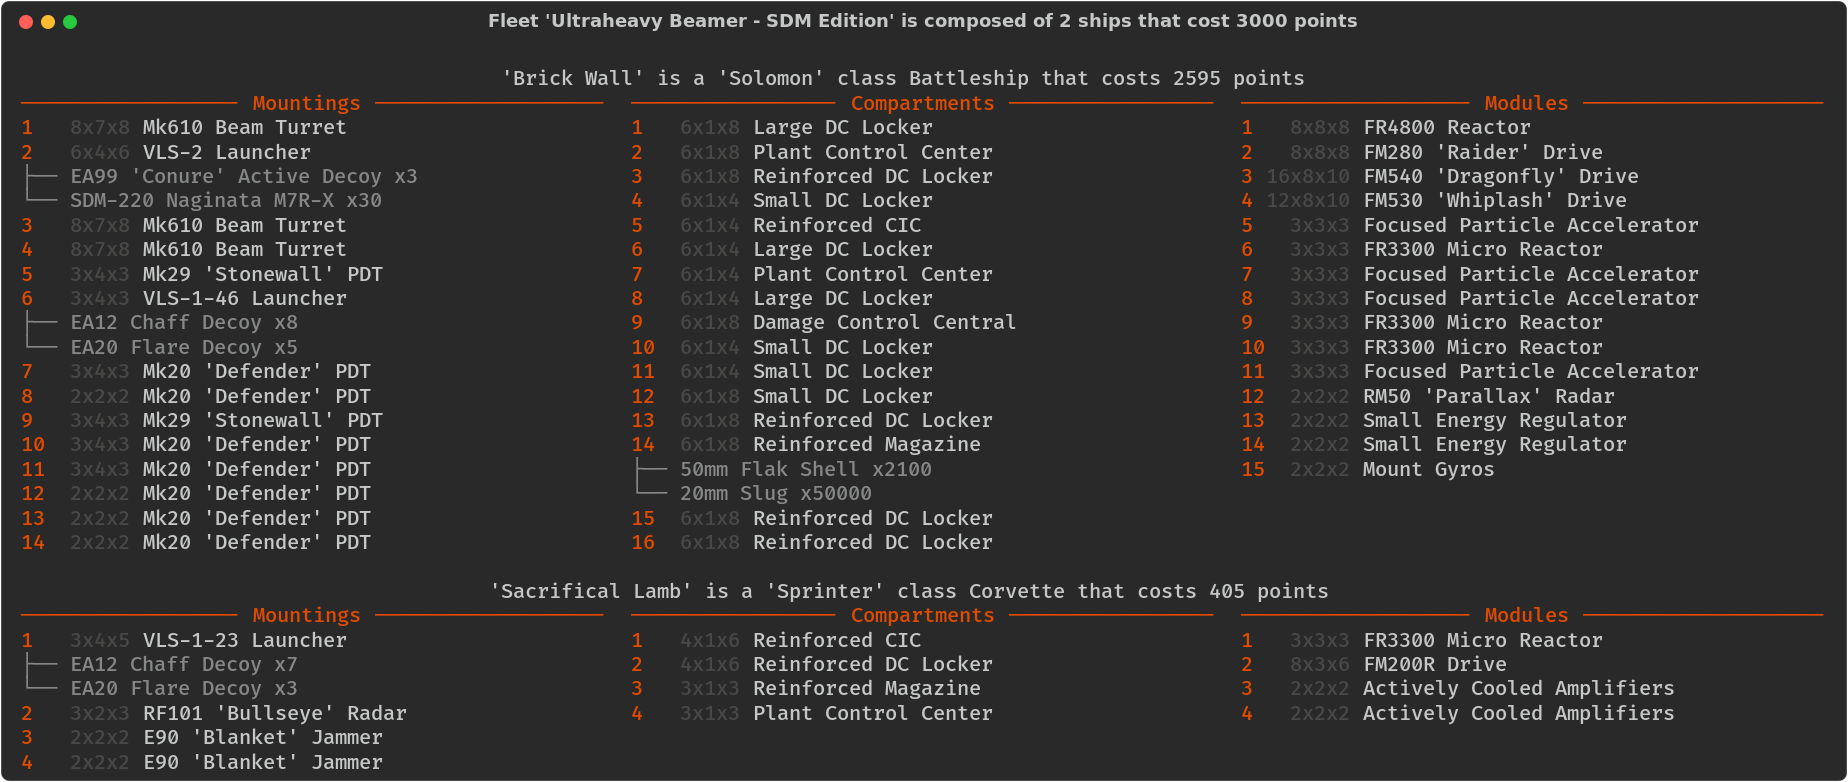 Fleet 'Ultraheavy Beamer - SDM Edition' is composed of 2 ships that cost 3000 points
'Brick Wall' is a 'Solomon' class Battleship that costs 2595 points
Mountings
1 8x7x8 Mk610 Beam Turret
2 6x4x6 VLS-2 Launcher
├── EA99 'Conure' Active Decoy x3
└── SDM-220 Naginata M7R-X x30
3 8x7x8 Mk610 Beam Turret
4 8x7x8 Mk610 Beam Turret
5 3x4x3 Mk29 'Stonewall' PDT
6 3x4x3 VLS-1-46 Launcher
├── EA12 Chaff Decoy x8
└── EA20 Flare Decoy x5
7 3x4x3 Mk20 'Defender' PDT
8 2x2x2 Mk20 'Defender' PDT
9 3x4x3 Mk29 'Stonewall' PDT
10 3x4x3 Mk20 'Defender' PDT
11 3x4x3 Mk20 'Defender' PDT
12 2x2x2 Mk20 'Defender' PDT
13 2x2x2 Mk20 'Defender' PDT
14 2x2x2 Mk20 'Defender' PDT
Compartments
1 6x1x8 Large DC Locker
2 6x1x8 Plant Control Center
3 6x1x8 Reinforced DC Locker
4 6x1x4 Small DC Locker
5 6x1x4 Reinforced CIC
6 6x1x4 Large DC Locker
7 6x1x4 Plant Control Center
8 6x1x4 Large DC Locker
9 6x1x8 Damage Control Central
10 6x1x4 Small DC Locker
11 6x1x4 Small DC Locker
12 6x1x8 Small DC Locker
13 6x1x8 Reinforced DC Locker
14 6x1x8 Reinforced Magazine
├── 50mm Flak Shell x2100
└── 20mm Slug x50000
15 6x1x8 Reinforced DC Locker
16 6x1x8 Reinforced DC Locker
Modules
1 8x8x8 FR4800 Reactor
2 8x8x8 FM280 'Raider' Drive
3 16x8x10 FM540 'Dragonfly' Drive
4 12x8x10 FM530 'Whiplash' Drive
5 3x3x3 Focused Particle Accelerator
6 3x3x3 FR3300 Micro Reactor
7 3x3x3 Focused Particle Accelerator
8 3x3x3 Focused Particle Accelerator
9 3x3x3 FR3300 Micro Reactor
10 3x3x3 FR3300 Micro Reactor
11 3x3x3 Focused Particle Accelerator
12 2x2x2 RM50 'Parallax' Radar
13 2x2x2 Small Energy Regulator
14 2x2x2 Small Energy Regulator
15 2x2x2 Mount Gyros
'Sacrifical Lamb' is a 'Sprinter' class Corvette that costs 405 points
Mountings
1 3x4x5 VLS-1-23 Launcher
├── EA12 Chaff Decoy x7
└── EA20 Flare Decoy x3
2 3x2x3 RF101 'Bullseye' Radar
3 2x2x2 E90 'Blanket' Jammer
4 2x2x2 E90 'Blanket' Jammer
Compartments
1 4x1x6 Reinforced CIC
2 4x1x6 Reinforced DC Locker
3 3x1x3 Reinforced Magazine
4 3x1x3 Plant Control Center
Modules
1 3x3x3 FR3300 Micro Reactor
2 8x3x6 FM200R Drive
3 2x2x2 Actively Cooled Amplifiers
4 2x2x2 Actively Cooled Amplifiers